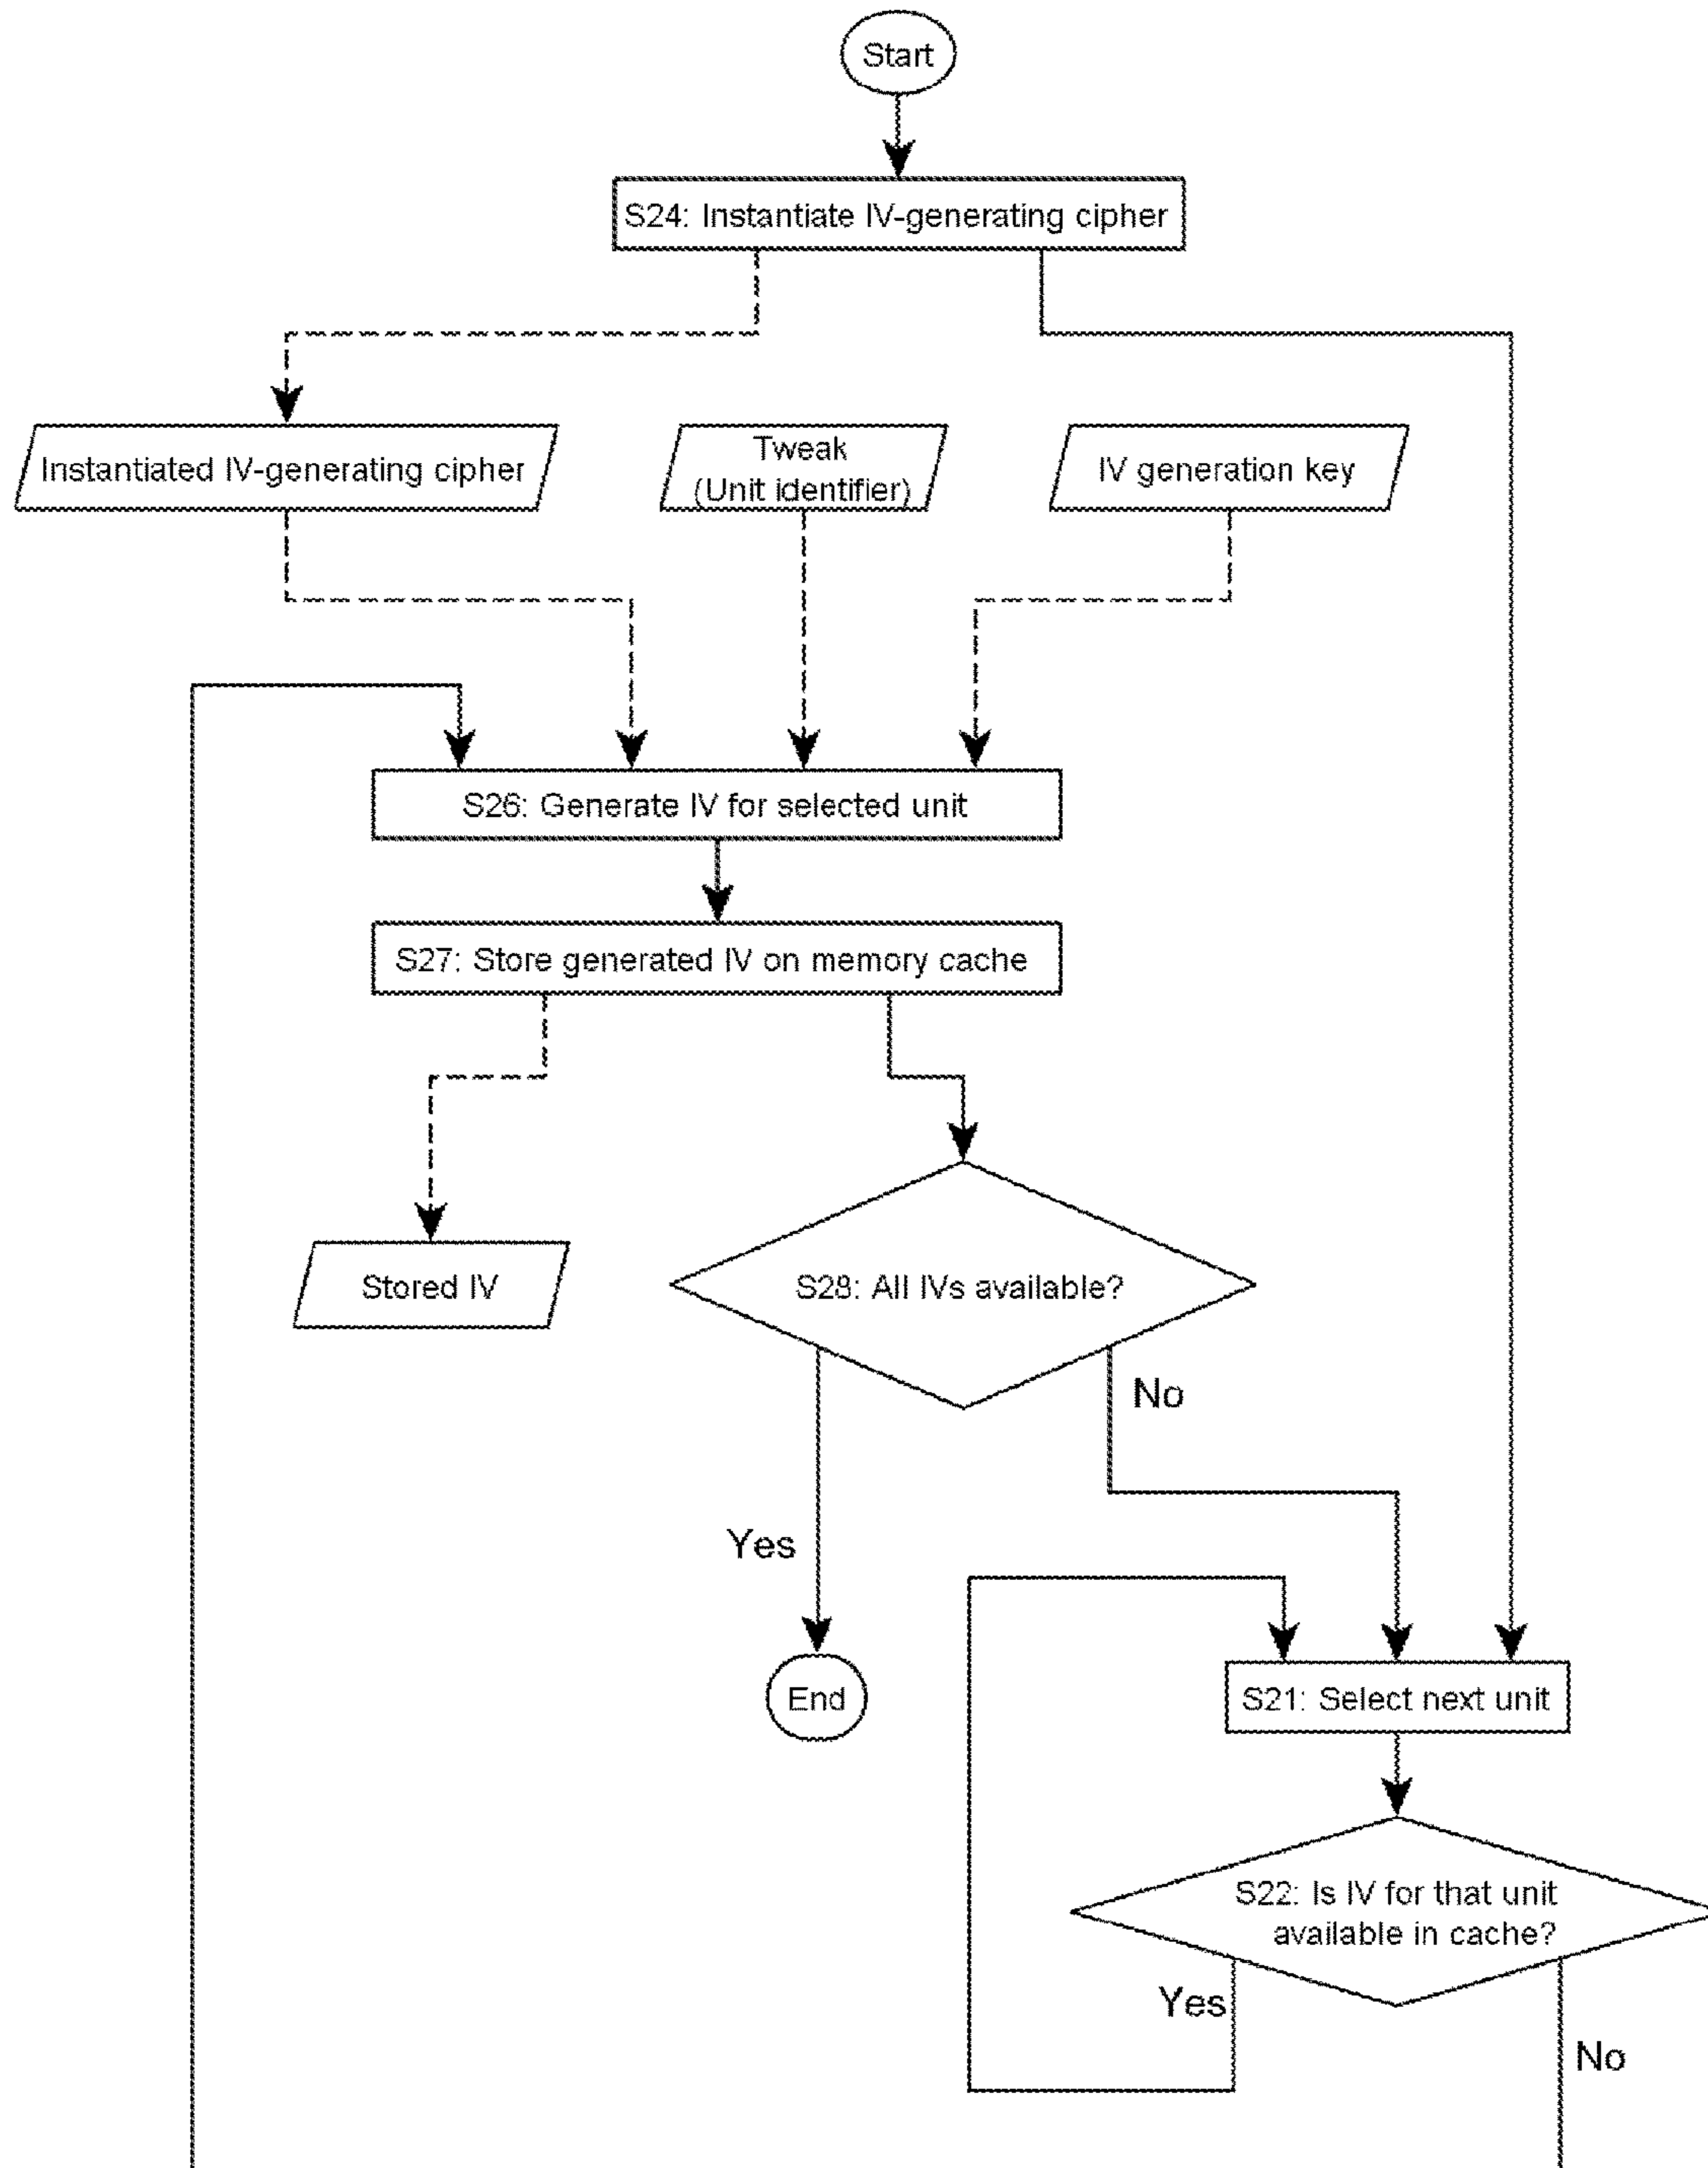 Start
S24: Instantiate IV-generating cipher
Instantiated IV-generating cipher
Tweak
(Unit identifier)
IV generation key
S26: Generate IV for selected unit
S27: Store generated IV on memory cache
Stored IV
S28: All IVs available?
No
Yes
End
S21: Select next unit
S22: Is IV for that unit
available in cache?
Yes
No